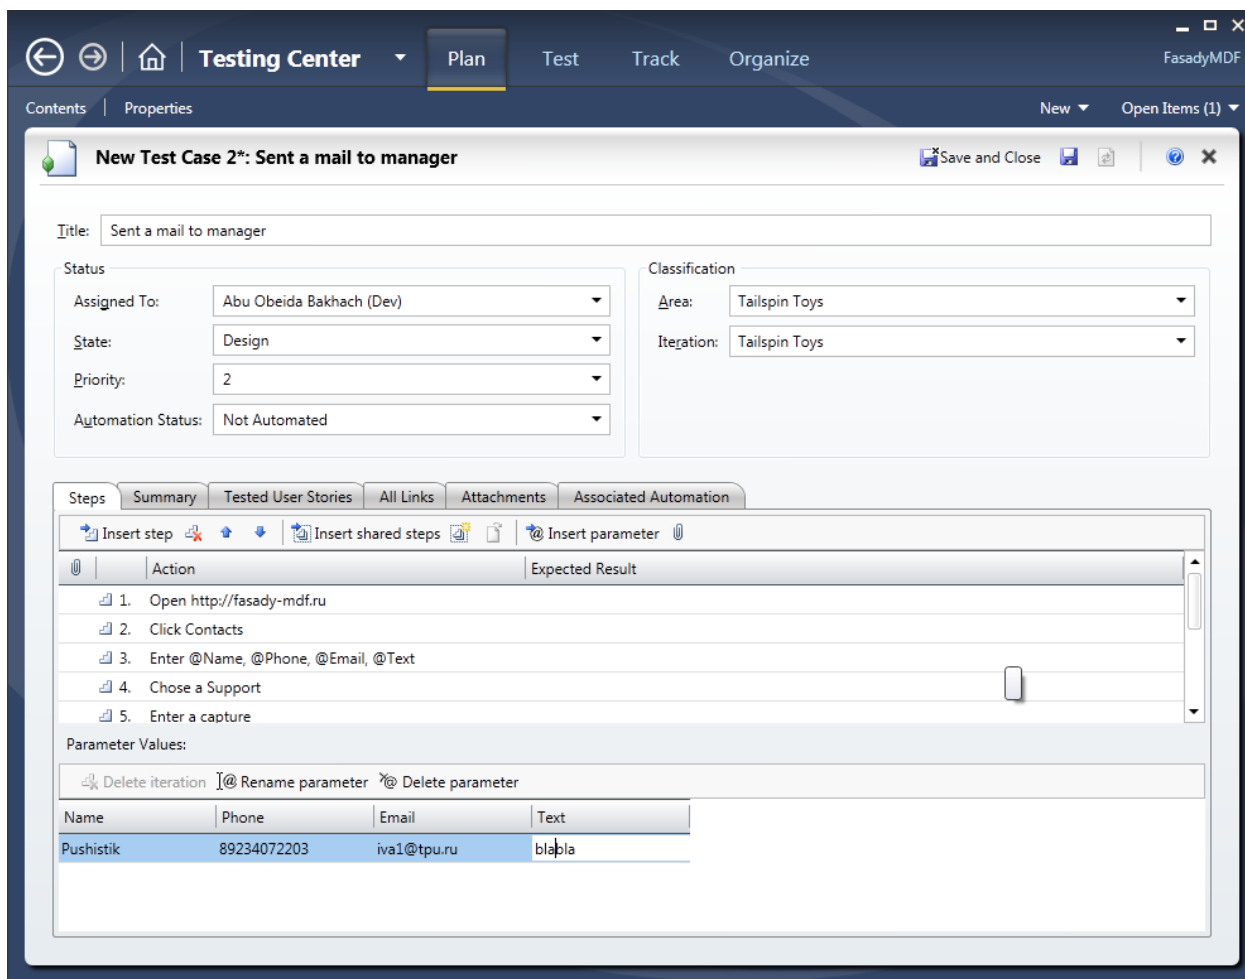 Testing Center Plan Test Track Organize FasadyMDF
Contents Properties New Open Items (1)
New Test Case 2*: Sent a mail to manager Save and Close
Title: Sent a mail to manager
Status Classification
Assigned To: Abu Obeida Bakhach (Dev) Area: Tailspin Toys
State: Design Iteration: Tailspin Toys
Priority: 2
Automation Status: Not Automated
Steps Summary Tested User Stories All Links Attachments Associated Automation
Insert step Insert shared steps Insert parameter
Action Expected Result
1. Open http://fasady-mdf.ru
2. Click Contacts
3. Enter @Name, @Phone, @Email, @Text
4. Chose a Support
5. Enter a capture
Parameter Values:
Delete iteration Rename parameter Delete parameter
Name Phone Email Text
Pushistik 89234072203 iva1@tpu.ru blabla